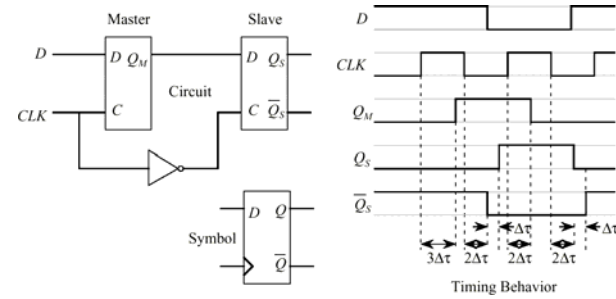 Master
Slave
D
D Q_M
D Q_S
Circuit
CLK
C
C Q̅_S
Symbol
D Q
Q̅
D
CLK
Q_M
Q_S
Q̅_S
Δτ
Δτ
3Δτ
2Δτ
2Δτ
2Δτ
Timing Behavior